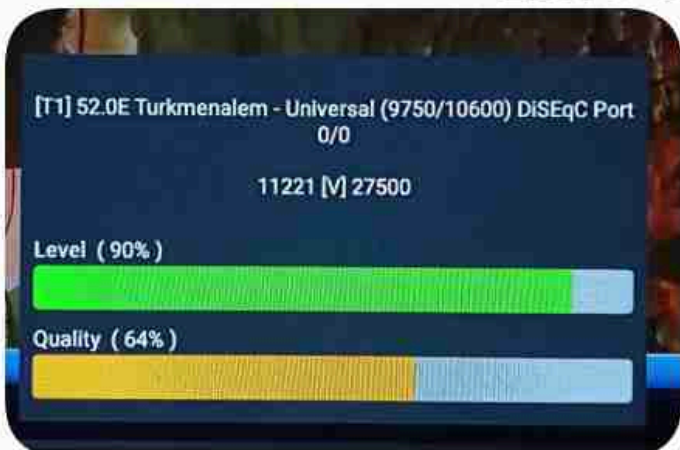 [T1] 52.0E Turkmenalem - Universal (9750/10600) DiSEqC Port
0/0
11221 [V] 27500
Level ( 90% )
Quality ( 64% )